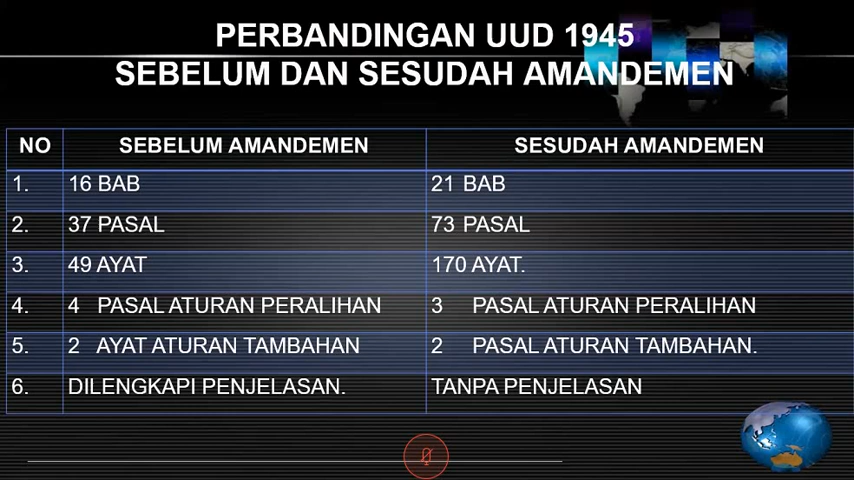 PERBANDINGAN UUD 1945
SEBELUM DAN SESUDAH AMANDEMEN
NO SEBELUM AMANDEMEN SESUDAH AMANDEMEN
1. 16 BAB 21 BAB
2. 37 PASAL 73 PASAL
3. 49 AYAT 170 AYAT.
4. 4 PASAL ATURAN PERALIHAN 3 PASAL ATURAN PERALIHAN
5. 2 AYAT ATURAN TAMBAHAN 2 PASAL ATURAN TAMBAHAN.
6. DILENGKAPI PENJELASAN. TANPA PENJELASAN